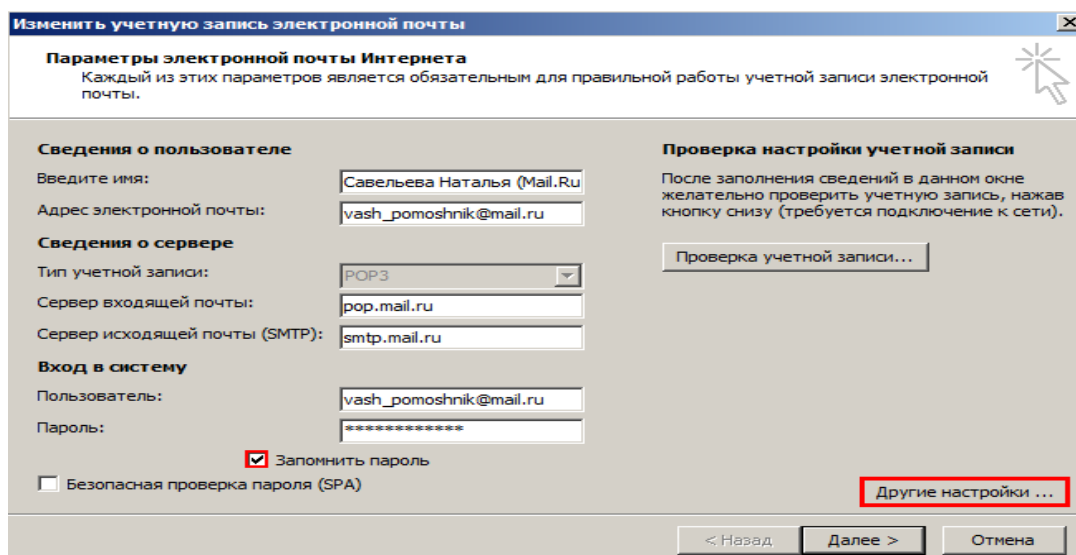 Изменить учетную запись электронной почты
Параметры электронной почты Интернета
Каждый из этих параметров является обязательным для правильной работы учетной записи электронной
почты.
Сведения о пользователе
Введите имя:
Савельева Наталья (Mail.Ru
Адрес электронной почты:
vash_pomoshnik@mail.ru
Сведения о сервере
Тип учетной записи:
POP3
Сервер входящей почты:
pop.mail.ru
Сервер исходящей почты (SMTP):
smtp.mail.ru
Вход в систему
Пользователь:
vash_pomoshnik@mail.ru
Пароль:
************
Запомнить пароль
Безопасная проверка пароля (SPA)
Проверка настройки учетной записи
После заполнения сведений в данном окне
желательно проверить учетную запись, нажав
кнопку снизу (требуется подключение к сети).
Проверка учетной записи...
Другие настройки ...
< Назад
Далее >
Отмена